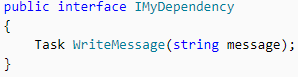 public interface IMyDependency
{
    Task WriteMessage(string message);
}